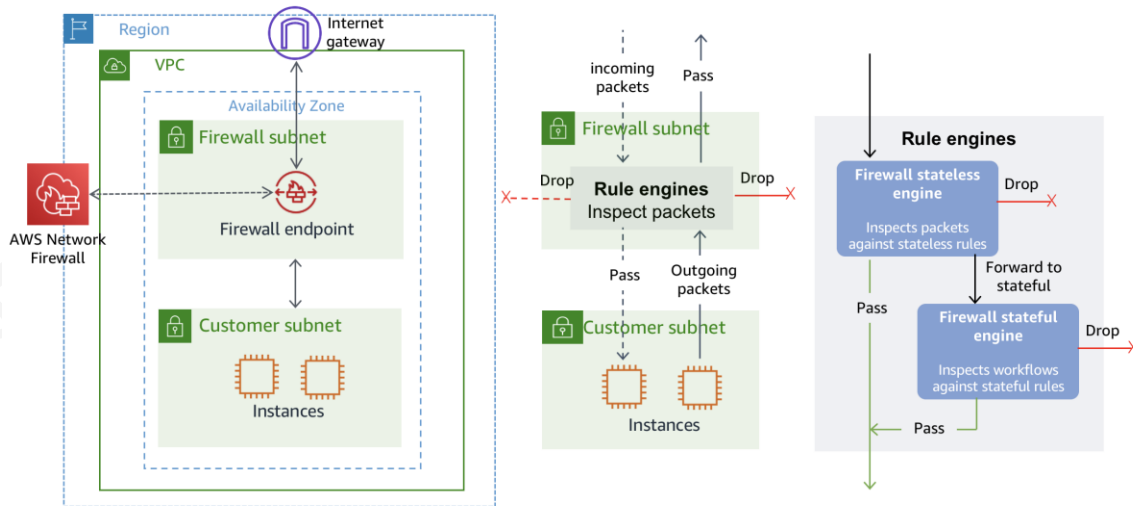 Region
Internet
gateway
VPC
Availability Zone
Firewall subnet
Firewall endpoint
AWS Network
Firewall
Customer subnet
Instances
incoming
packets
Pass
Firewall subnet
Drop
Rule engines
Inspect packets
Drop
Pass
Outgoing
packets
Customer subnet
Instances
Rule engines
Firewall stateless
engine
Inspects packets
against stateless rules
Drop
Forward to
stateful
Pass
Firewall stateful
engine
Inspects workflows
against stateful rules
Drop
Pass